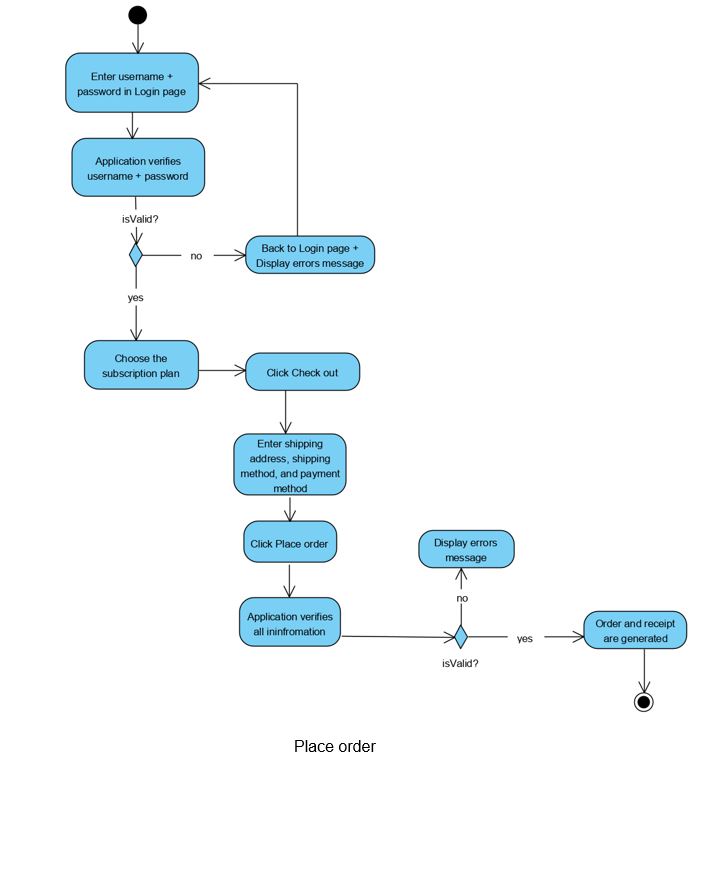 Enter username +
password in Login page
Application verifies
username + password
isValid?
no
Back to Login page +
Display errors message
yes
Choose the
subscription plan
Click Check out
Enter shipping
address, shipping
method, and payment
method
Click Place order
Application verifies
all ininfromation
Display errors
message
no
isValid?
yes
Order and receipt
are generated
Place order